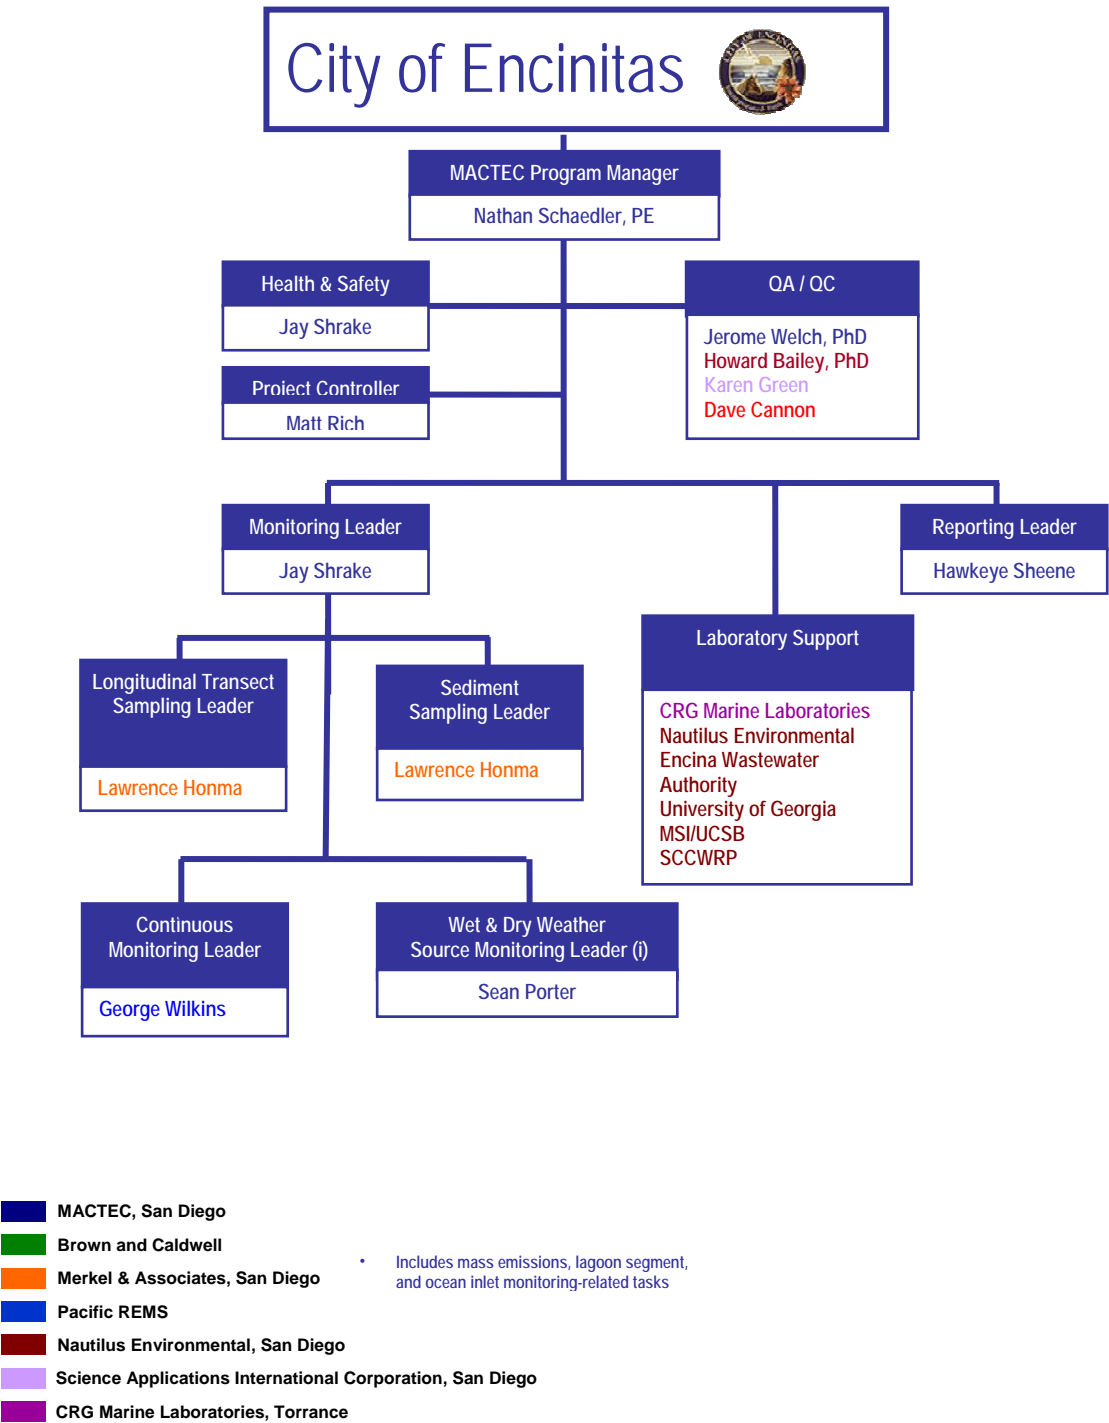 City of Encinitas
MACTEC Program Manager
Nathan Schaedler, PE
Health & Safety
Jay Shrake
QA / QC
Jerome Welch, PhD
Howard Bailey, PhD
Karen Green
Dave Cannon
Project Controller
Matt Rich
Monitoring Leader
Jay Shrake
Reporting Leader
Hawkeye Sheene
Laboratory Support
CRG Marine Laboratories
Nautilus Environmental
Encina Wastewater
Authority
University of Georgia
MSI/UCSB
SCCWRP
Longitudinal Transect
Sampling Leader
Lawrence Honma
Sediment
Sampling Leader
Lawrence Honma
Continuous
Monitoring Leader
George Wilkins
Wet & Dry Weather
Source Monitoring Leader (i)
Sean Porter
MACTEC, San Diego
Brown and Caldwell
Merkel & Associates, San Diego
Pacific REMS
Nautilus Environmental, San Diego
Science Applications International Corporation, San Diego
CRG Marine Laboratories, Torrance
• Includes mass emissions, lagoon segment,
and ocean inlet monitoring-related tasks